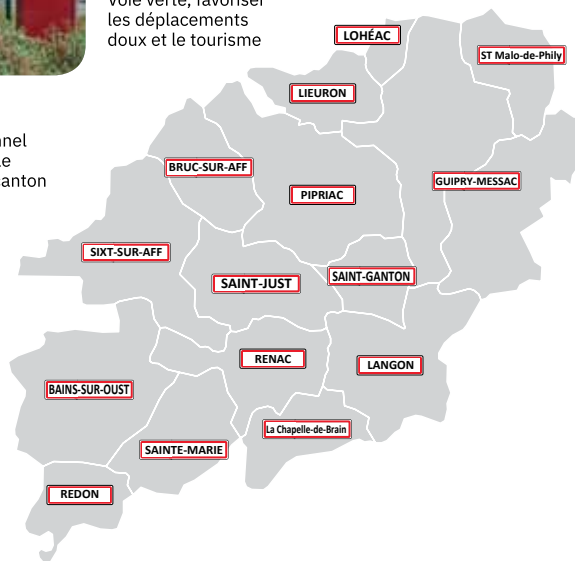 voie verte, favoriser
les déplacements
doux et le tourisme
anton
LOHÉAC
ST Malo-de-Phily
LIEURON
BRUC-SUR-AFF
PIPRIAC
GUIPRY-MESSAC
SIXT-SUR-AFF
SAINT-JUST
SAINT-GANTON
RENAC
LANGON
BAINS-SUR-OUST
La Chapelle-de-Brain
SAINTE-MARIE
REDON